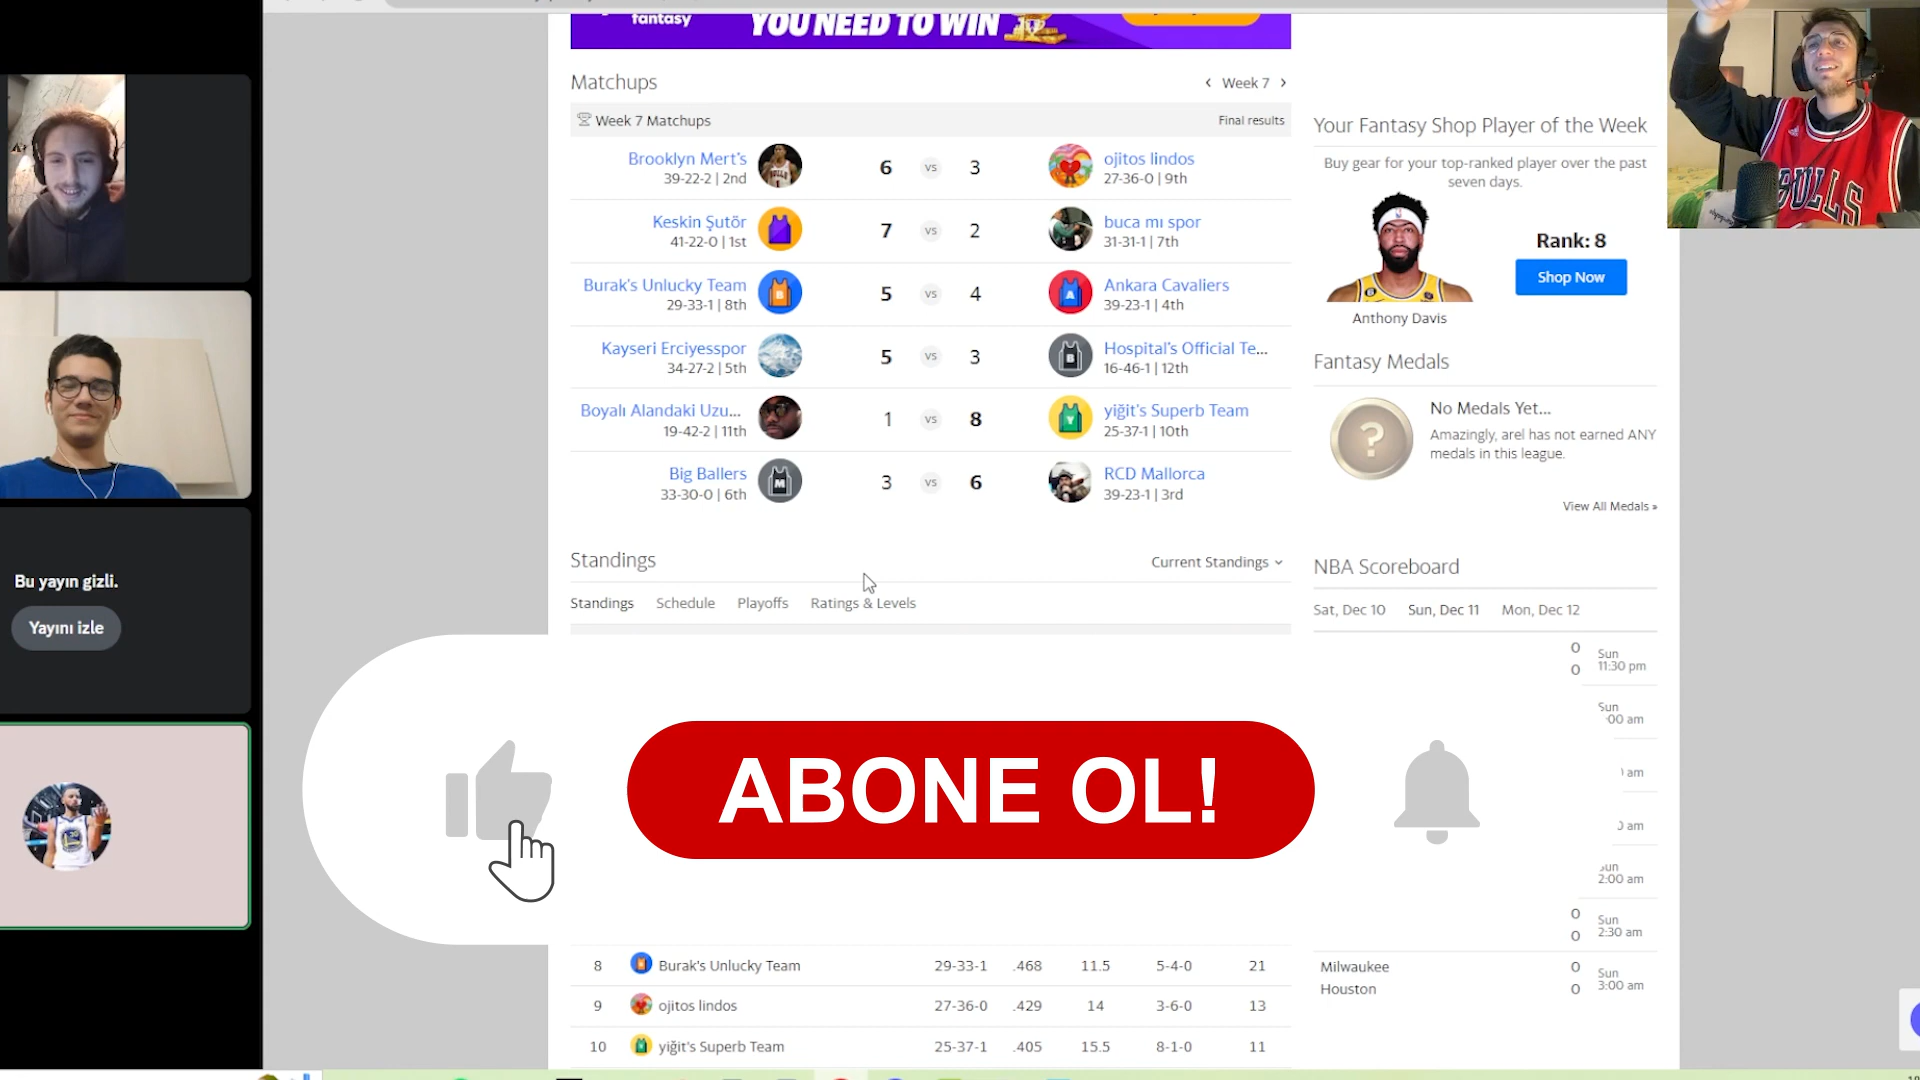 fantasy
YOU NEED TO WIN
Matchups
Week 7
Week 7 Matchups
Final results
Brooklyn Mert's
39-22-2 | 2nd
6 vs 3
ojitos lindos
27-36-0 | 9th
Keskin Şutör
41-22-0 | 1st
7 vs 2
buca mı spor
31-31-1 | 7th
Burak's Unlucky Team
29-33-1 | 8th
5 vs 4
Ankara Cavaliers
39-23-1 | 4th
Kayseri Erciyesspor
34-27-2 | 5th
5 vs 3
Hospital's Official Te...
16-46-1 | 12th
Boyalı Alandaki Uzu...
19-42-2 | 11th
1 vs 8
yiğit's Superb Team
25-37-1 | 10th
Big Ballers
33-30-0 | 6th
3 vs 6
RCD Mallorca
39-23-1 | 3rd
Standings
Current Standings
Standings Schedule Playoffs Ratings & Levels
8 Burak's Unlucky Team 29-33-1 .468 11.5 5-4-0 21
9 ojitos lindos 27-36-0 .429 14 3-6-0 13
10 yiğit's Superb Team 25-37-1 .405 15.5 8-1-0 11
Your Fantasy Shop Player of the Week
Buy gear for your top-ranked player over the past
seven days.
Rank: 8
Shop Now
Anthony Davis
Fantasy Medals
No Medals Yet...
Amazingly, arel has not earned ANY
medals in this league.
View All Medals »
NBA Scoreboard
Sat, Dec 10 Sun, Dec 11 Mon, Dec 12
0 Sun
0 11:30 pm
Sun
:00 am
am
0 am
2:00 am
0 Sun
0 2:30 am
Milwaukee 0 Sun
Houston 0 3:00 am
Bu yayın gizli.
Yayını izle
ABONE OL!
BULLS